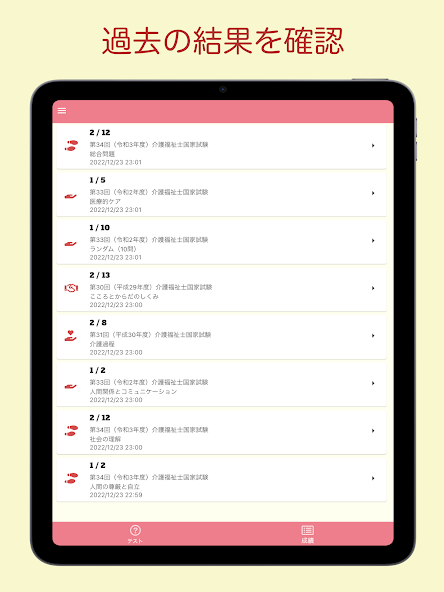 過去の結果を確認
2 / 12
第34回（令和3年度）介護福祉士国家試験
総合問題
2022/12/23 23:01
1 / 5
第33回（令和2年度）介護福祉士国家試験
医療的ケア
2022/12/23 23:01
1 / 10
第33回（令和2年度）介護福祉士国家試験
ランダム（10問）
2022/12/23 23:01
2 / 13
第30回（平成29年度）介護福祉士国家試験
こころとからだのしくみ
2022/12/23 23:00
2 / 8
第31回（平成30年度）介護福祉士国家試験
介護過程
2022/12/23 23:00
1 / 2
第33回（令和2年度）介護福祉士国家試験
人間関係とコミュニケーション
2022/12/23 23:00
2 / 12
第34回（令和3年度）介護福祉士国家試験
社会の理解
2022/12/23 23:00
1 / 2
第34回（令和3年度）介護福祉士国家試験
人間の尊厳と自立
2022/12/23 22:59
テスト
成績